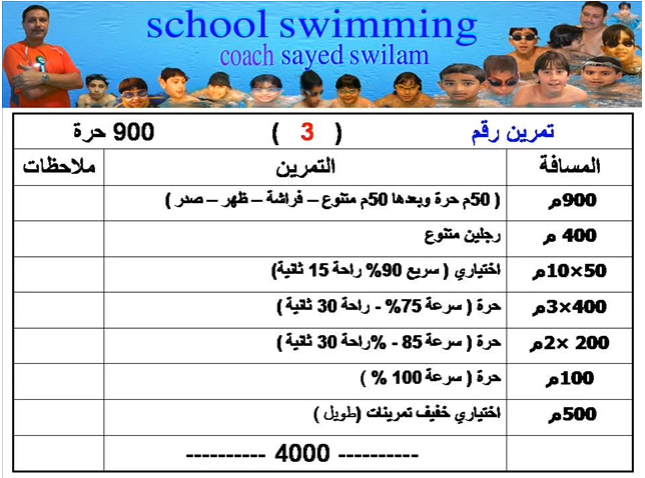 school swimming
coach sayed swilam
تمرين رقم ( 3 ) 900 حرة
المسافة التمرين ملاحظات
900م ( 50م حرة وبعدها 50م متنوع – فراشة – ظهر – صدر )
400 م رجلين متنوع
50×10م اختياري ( سريع 90% راحة 15 ثانية)
400×3م حرة ( سرعة 75% - راحة 30 ثانية )
200 ×2م حرة ( سرعة 85 - %راحة 30 ثانية )
100م حرة ( سرعة 100 % )
500م اختياري خفيف تمرينات (طويل )
---------- 4000 ----------